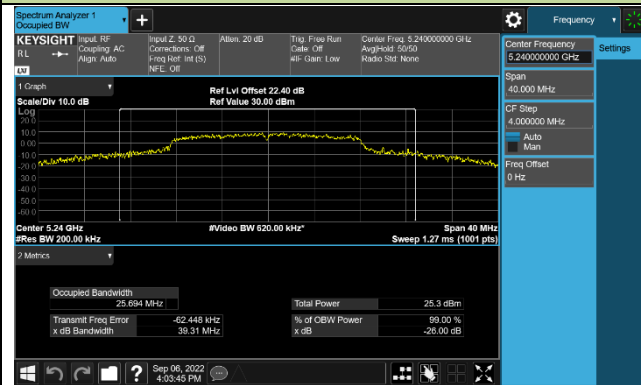 Spectrum Analyzer 1
Occupied BW
Frequency
KEYSIGHT
RL
LXI
Input: RF
Coupling: AC
Align: Auto
Input Z: 50 Ω
Corrections: Off
Freq Ref: Int (S)
NFE: Off
Atten: 20 dB
Trig: Free Run
Gate: Off
#IF Gain: Low
Center Freq: 5.240000000 GHz
Avg|Hold: 50/50
Radio Std: None
Center Frequency
5.240000000 GHz
Settings
Span
40.000 MHz
CF Step
4.000000 MHz
Auto
Man
Freq Offset
0 Hz
1 Graph
Scale/Div 10.0 dB
Ref Lvl Offset 22.40 dB
Ref Value 30.00 dBm
Log
20.0
10.0
0.00
-10.0
-20.0
-30.0
-40.0
-50.0
-60.0
Center 5.24 GHz
#Res BW 200.00 kHz
#Video BW 620.00 kHz*
Span 40 MHz
Sweep 1.27 ms (1001 pts)
2 Metrics
Occupied Bandwidth
25.694 MHz
Total Power 25.3 dBm
Transmit Freq Error -62.448 kHz
% of OBW Power 99.00 %
x dB Bandwidth 39.31 MHz
x dB -26.00 dB
Sep 06, 2022
4:03:45 PM